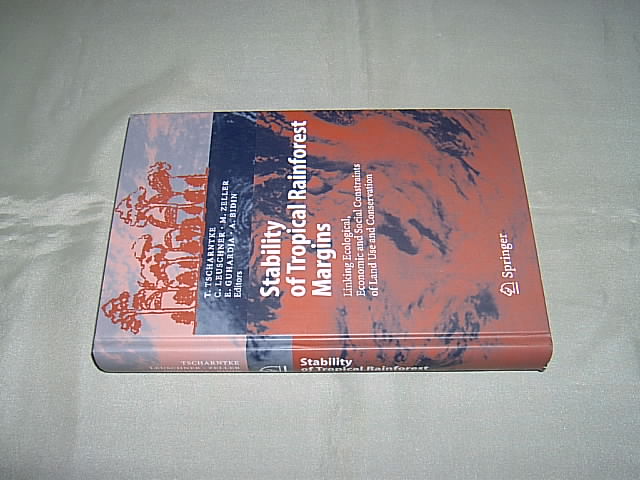 T. TSCHARNTKE
C. LEUSCHNER · M. ZELLER
E. GUHARDJA · A. BIDIN
Editors
Stability
of Tropical Rainforest
Margins
Linking Ecological,
Economic and Social Constraints
of Land Use and Conservation
Springer
TSCHARNTKE
LEUSCHNER · ZELLER
Stability
of Tropical Rainforest